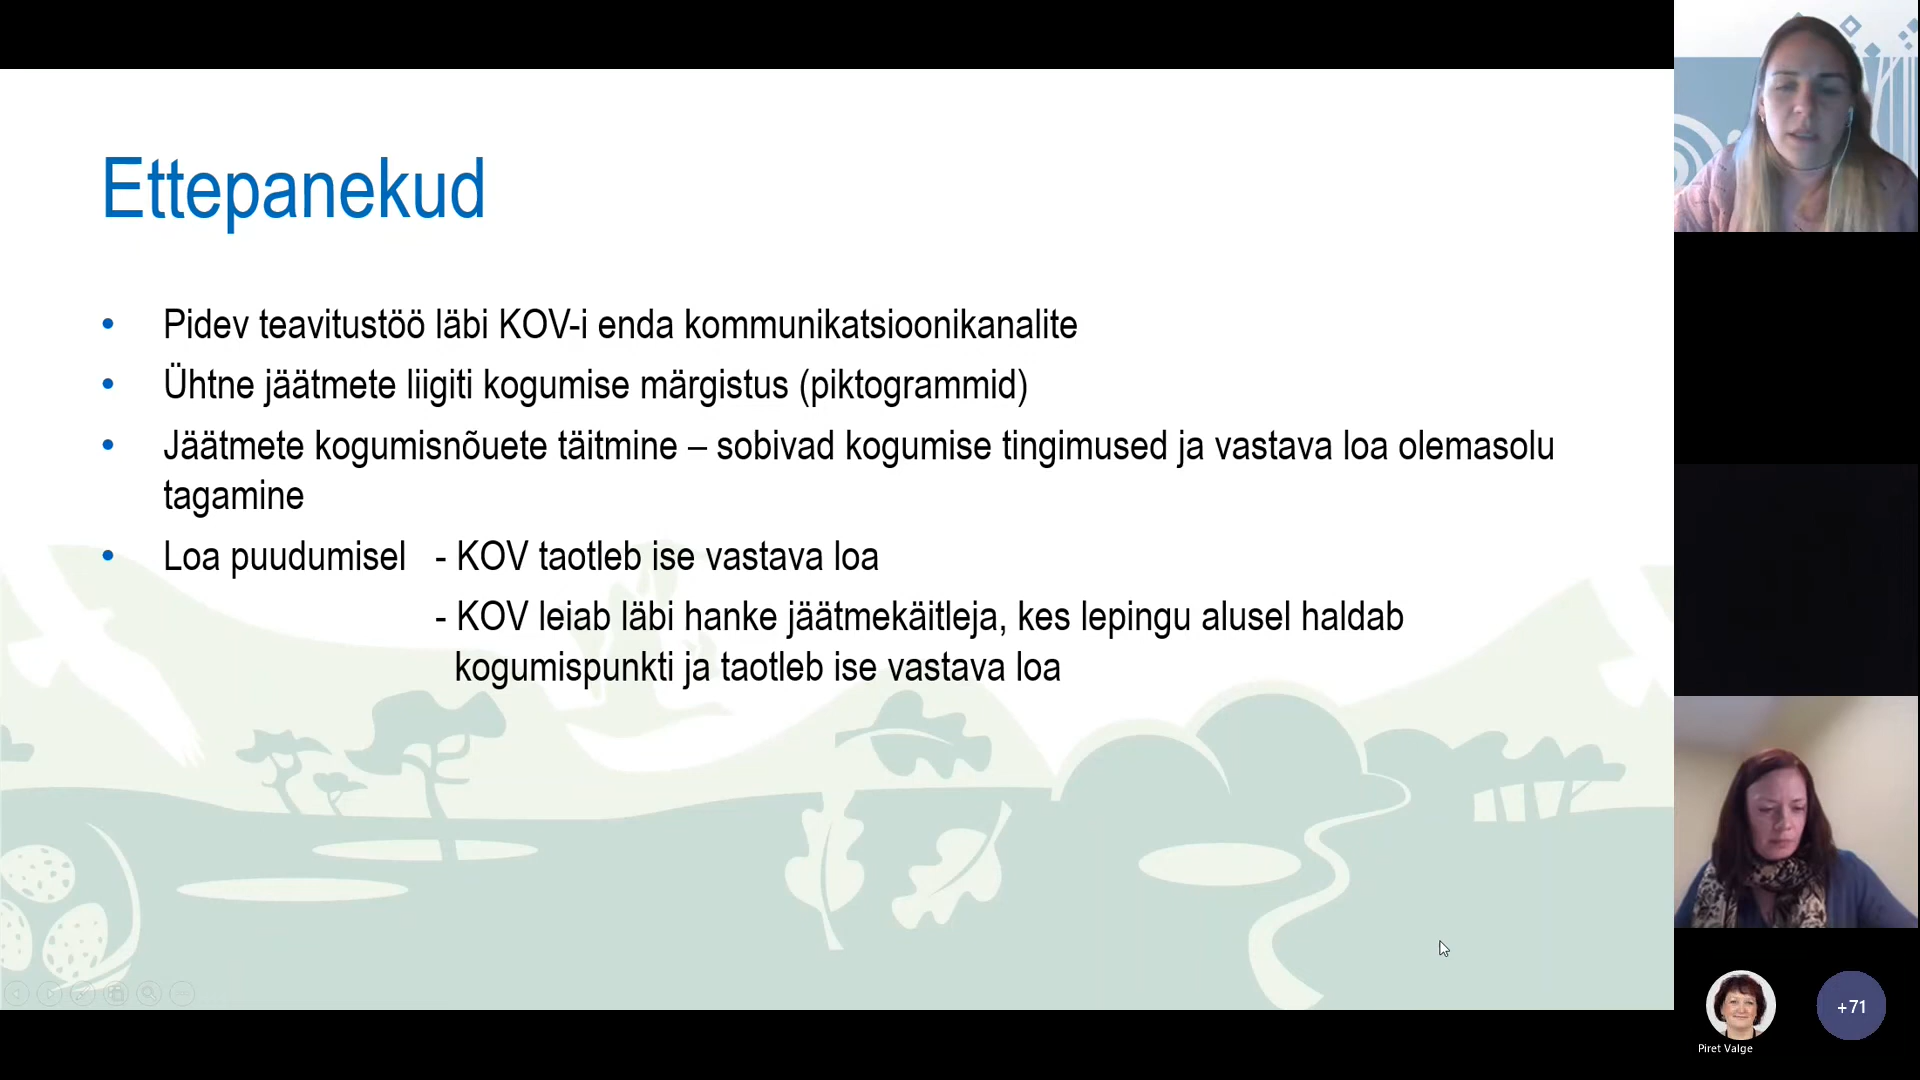 Ettepanekud
• Pidev teavitustöö läbi KOV-i enda kommunikatsioonikanalite
• Ühtne jäätmete liigiti kogumise märgistus (piktogrammid)
• Jäätmete kogumisnõuete täitmine – sobivad kogumise tingimused ja vastava loa olemasolu
tagamine
• Loa puudumisel - KOV taotleb ise vastava loa
- KOV leiab läbi hanke jäätmekäitleja, kes lepingu alusel haldab
kogumispunkti ja taotleb ise vastava loa
+71
Piret Valge